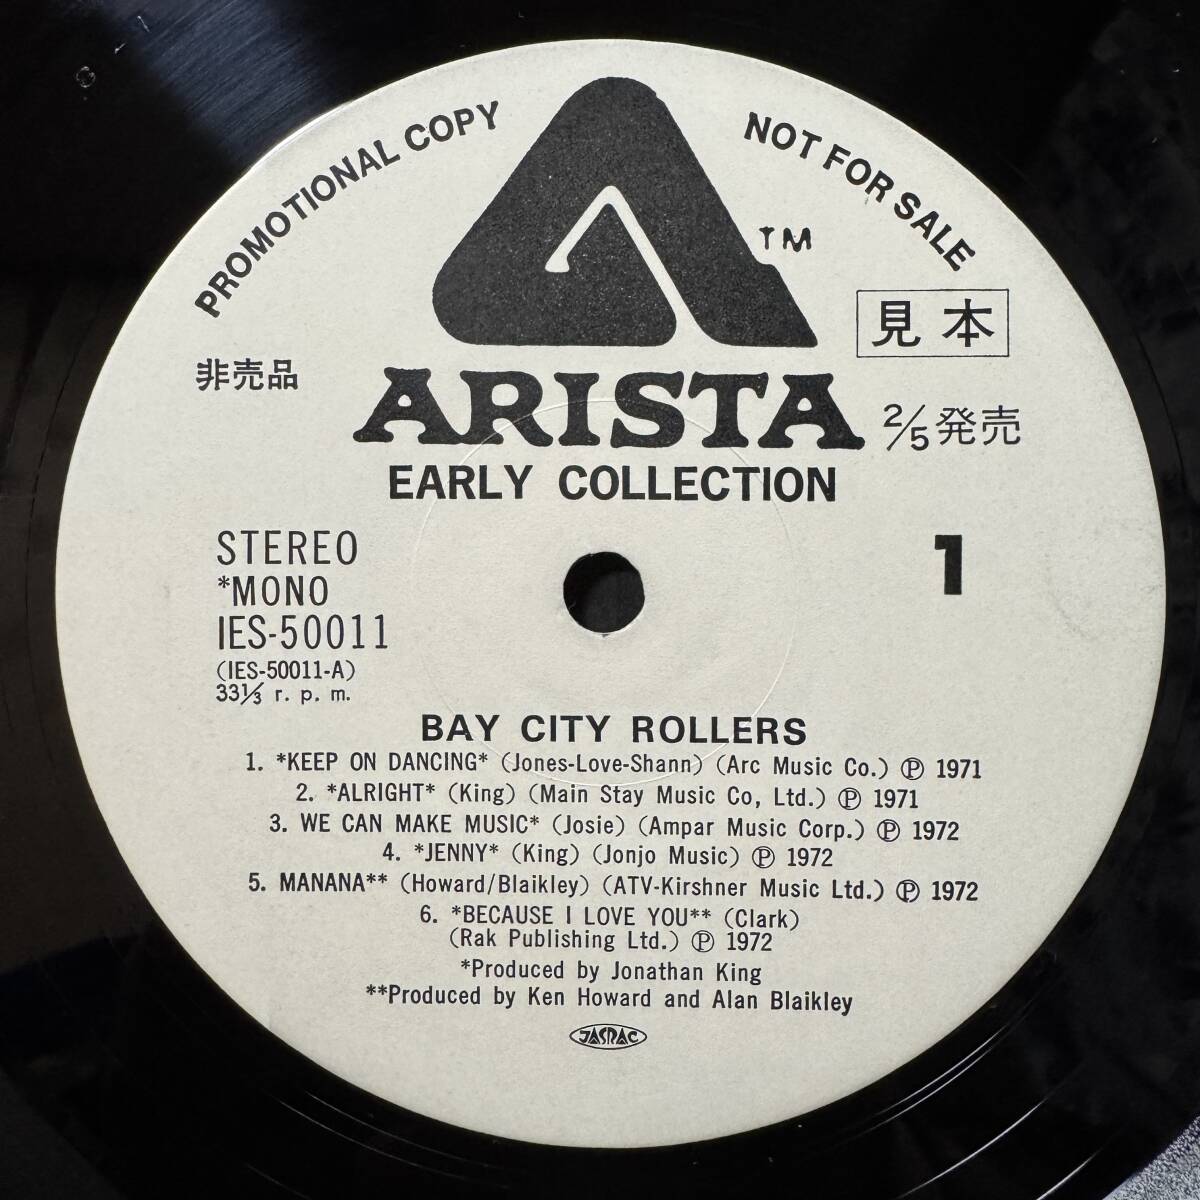 PROMOTIONAL COPY
NOT FOR SALE
TM
見本
非売品
ARISTA
2/5発売
EARLY COLLECTION
STEREO
*MONO
IES-50011
(IES-50011-A)
33⅓ r. p. m.
1
BAY CITY ROLLERS
1. *KEEP ON DANCING* (Jones-Love-Shann) (Arc Music Co.) Ⓟ 1971
2. *ALRIGHT* (King) (Main Stay Music Co, Ltd.) Ⓟ 1971
3. WE CAN MAKE MUSIC* (Josie) (Ampar Music Corp.) Ⓟ 1972
4. *JENNY* (King) (Jonjo Music) Ⓟ 1972
5. MANANA** (Howard/Blaikley) (ATV-Kirshner Music Ltd.) Ⓟ 1972
6. *BECAUSE I LOVE YOU** (Clark)
(Rak Publishing Ltd.) Ⓟ 1972
*Produced by Jonathan King
**Produced by Ken Howard and Alan Blaikley
JASRAC